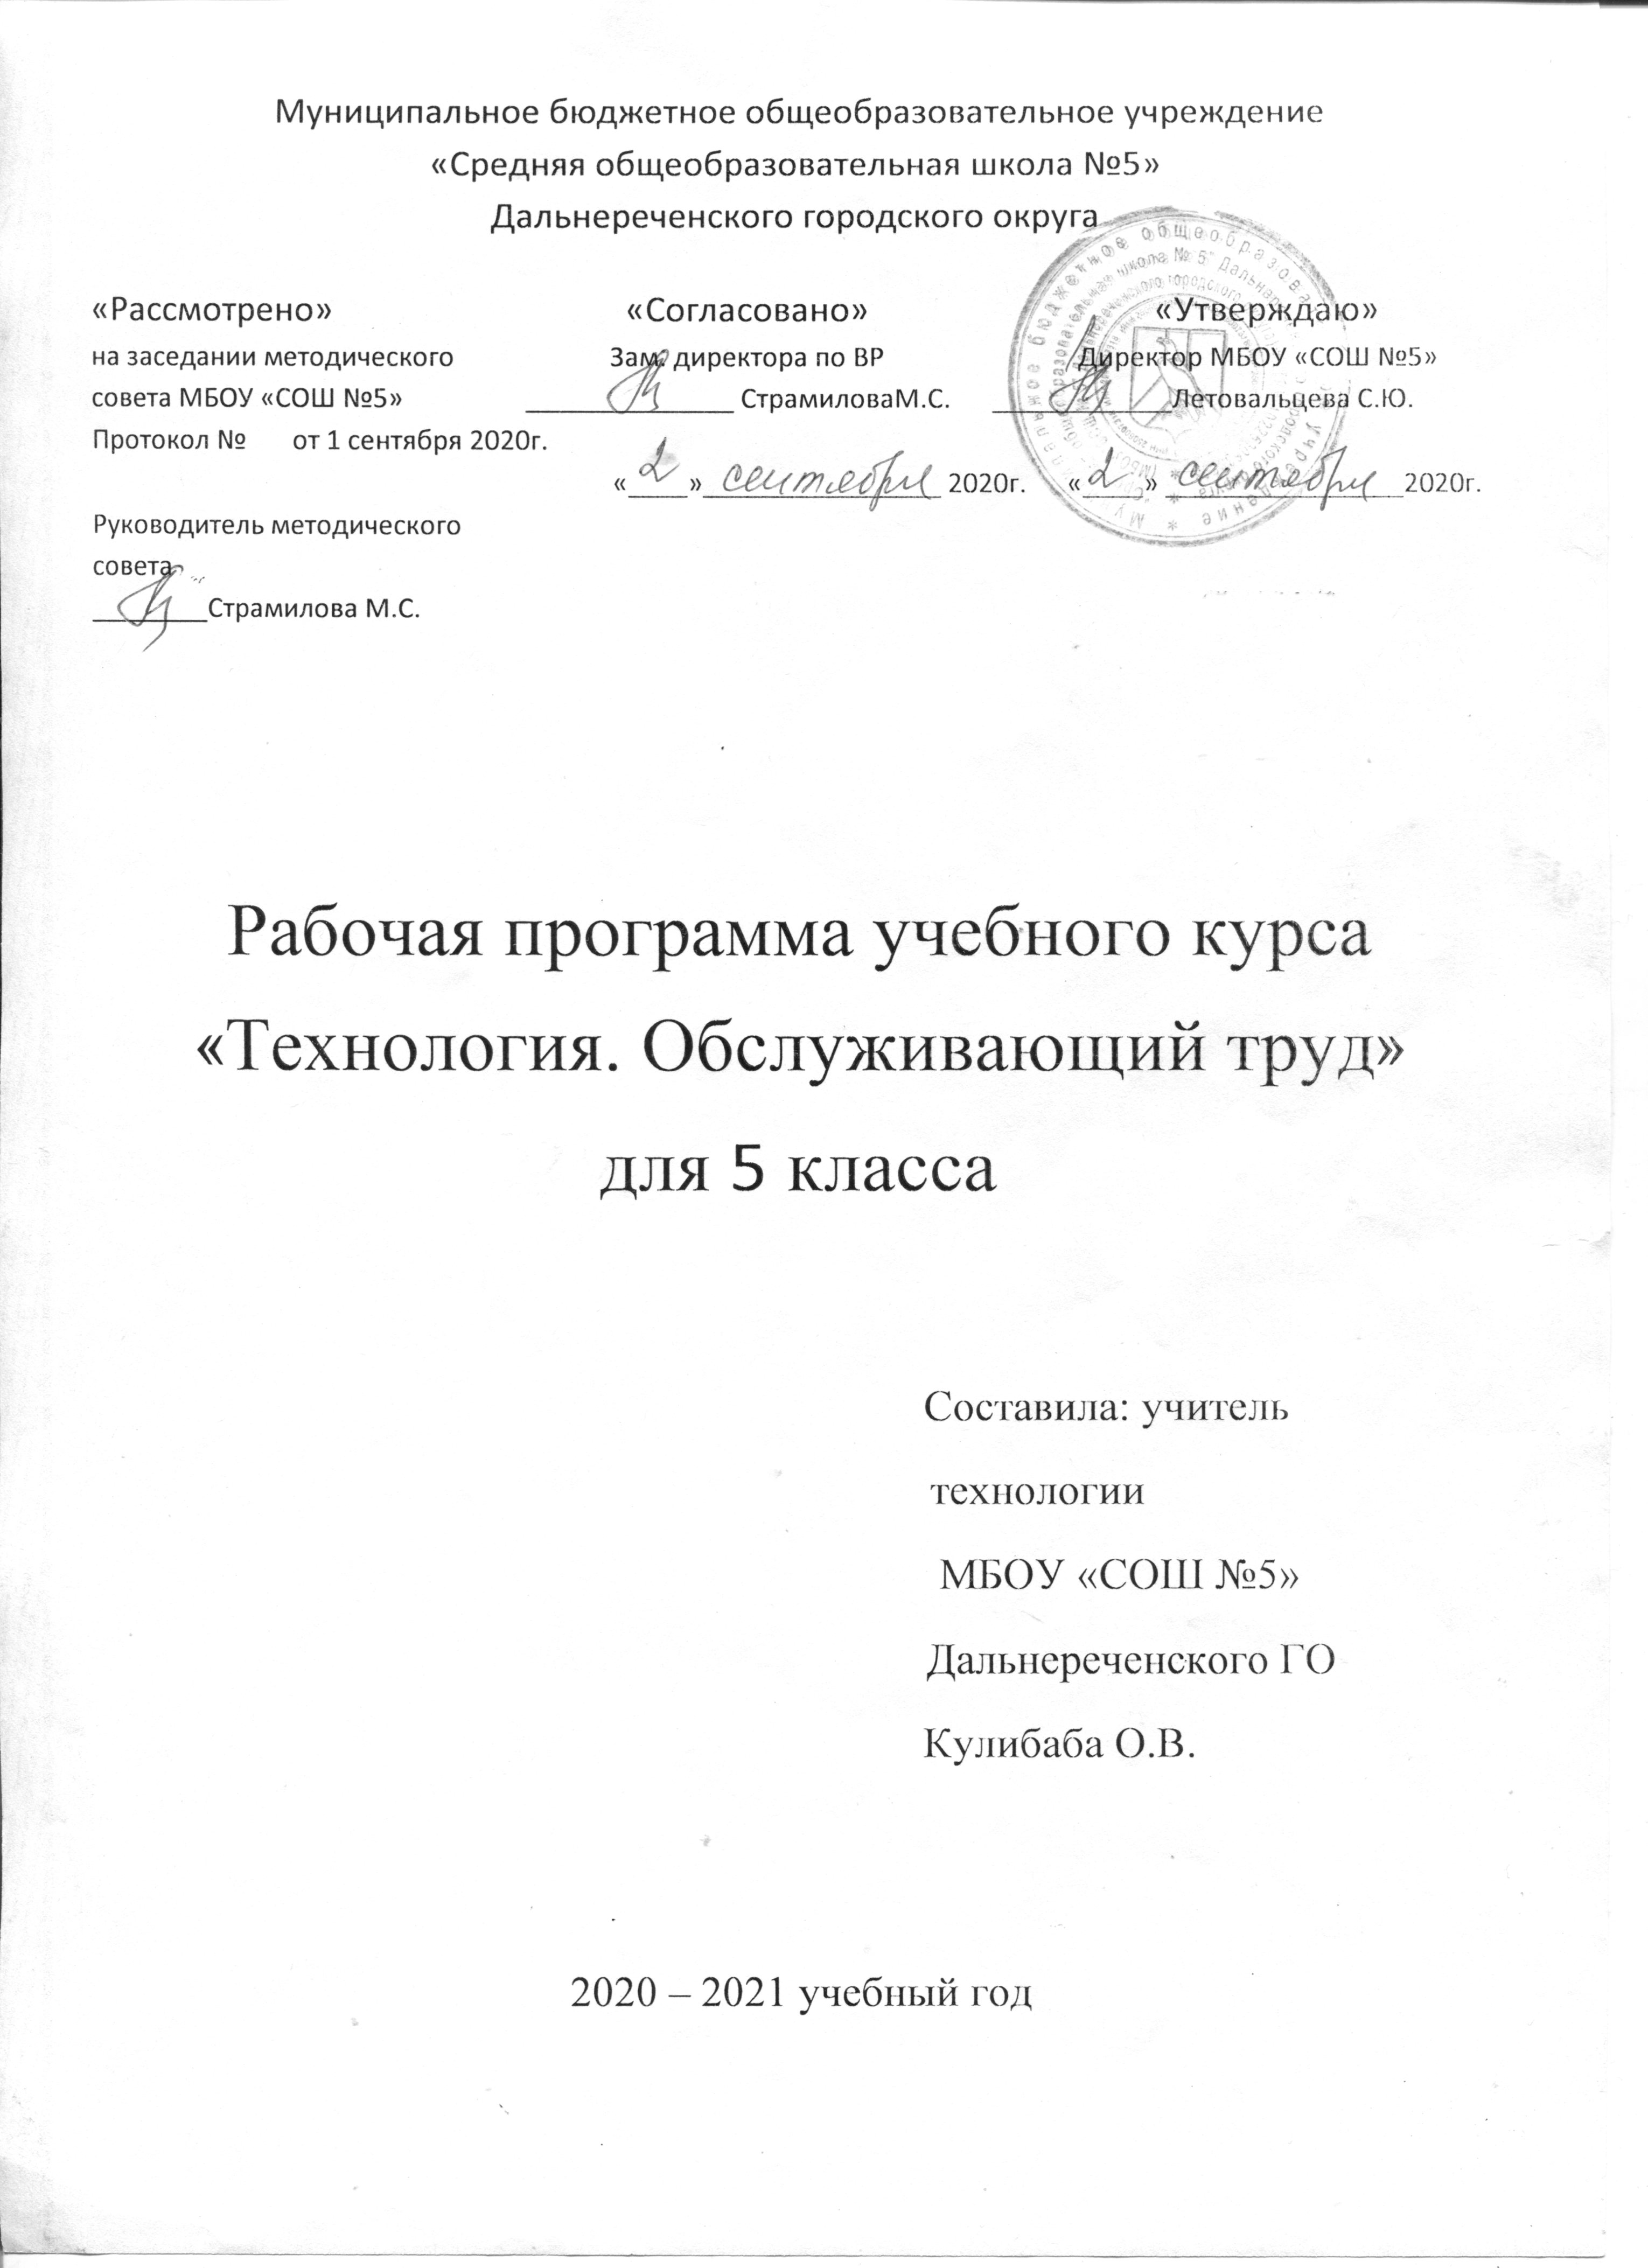 Муниципальное бюджетное общеобразовательное учреждение
«Средняя общеобразовательная школа №5»
Дальнереченского городского округа
«Рассмотрено»
на заседании методического
совета МБОУ «СОШ №5»
Протокол № от 1 сентября 2020г.
Руководитель методического
совета
________Страмилова М.С.
«Согласовано»
Зам. директора по ВР
______________ СтрамиловаМ.С.
«2» сентября 2020г.
«Утверждаю»
Директор МБОУ «СОШ №5»
____________Летовальцева С.Ю.
«2» сентября 2020г.
Рабочая программа учебного курса
«Технология. Обслуживающий труд»
для 5 класса
Составила: учитель
технологии
МБОУ «СОШ №5»
Дальнереченского ГО
Кулибаба О.В.
2020 – 2021 учебный год